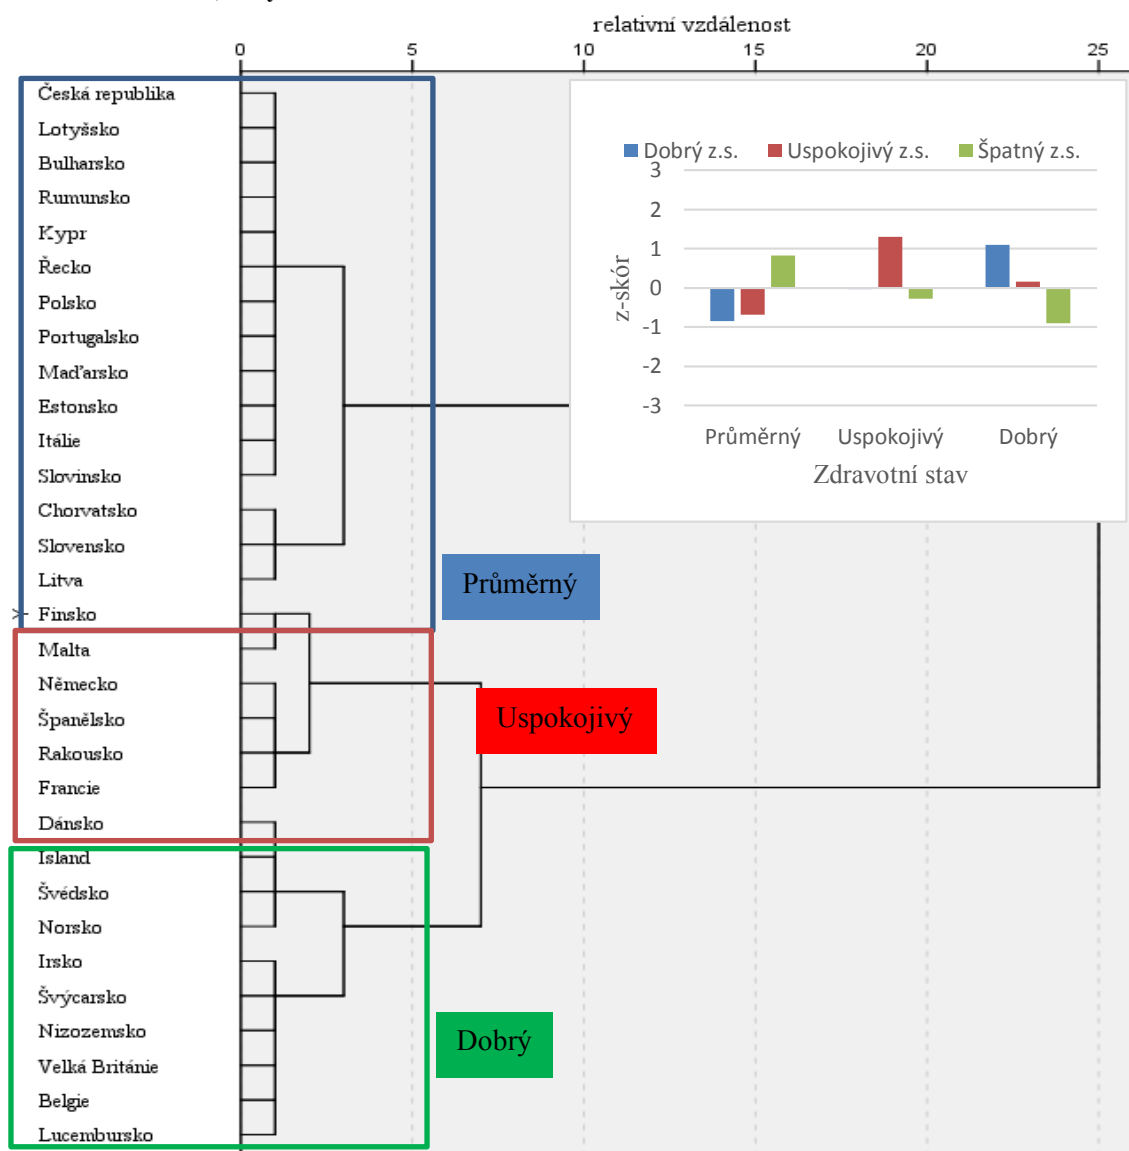 relativní vzdálenost
0 5 10 15 20 25
Česká republika
Lotyšsko
Bulharsko
Rumunsko
Kypr
Řecko
Polsko
Portugalsko
Maďarsko
Estonsko
Itálie
Slovinsko
Chorvatsko
Slovensko
Litva
Finsko
Malta
Německo
Španělsko
Rakousko
Francie
Dánsko
Island
Švédsko
Norsko
Irsko
Švýcarsko
Nizozemsko
Velká Británie
Belgie
Lucembursko
Dobrý z.s. Uspokojivý z.s. Špatný z.s.
3
2
1
0
-1
-2
-3
z-skór
Průměrný Uspokojivý Dobrý
Zdravotní stav
Průměrný
Uspokojivý
Dobrý